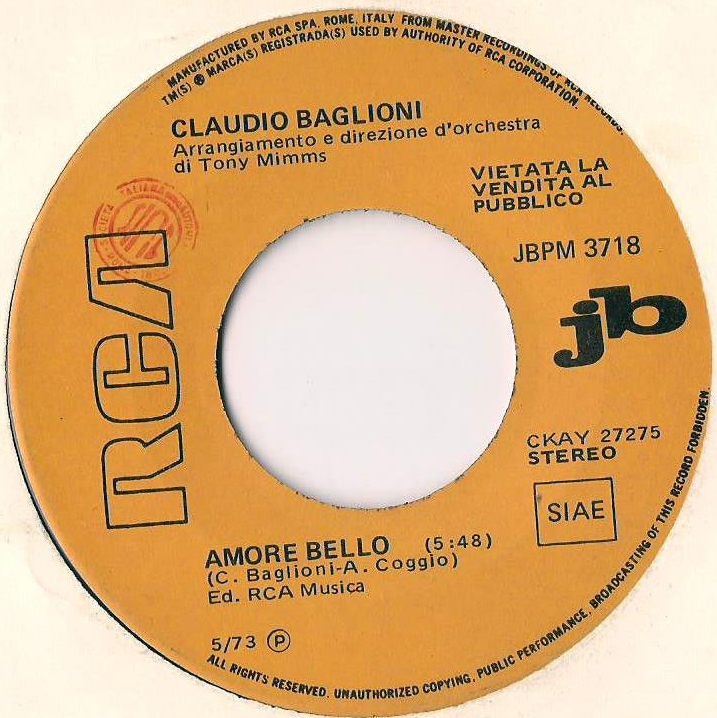 MANUFACTURED BY RCA SPA, ROME, ITALY FROM MASTER RECORDINGS OF RCA RECORDS.
TM(S) ® MARCA(S) REGISTRADA(S) USED BY AUTHORITY OF RCA CORPORATION.
CLAUDIO BAGLIONI
Arrangiamento e direzione d'orchestra
di Tony Mimms
VIETATA LA
VENDITA AL
PUBBLICO
JBPM 3718
jb
RCA
CKAY 27275
STEREO
SIAE
AMORE BELLO (5:48)
(C. Baglioni-A. Coggio)
Ed. RCA Musica
5/73 Ⓟ
ALL RIGHTS RESERVED. UNAUTHORIZED COPYING, PUBLIC PERFORMANCE, BROADCASTING OF THIS RECORD FORBIDDEN.